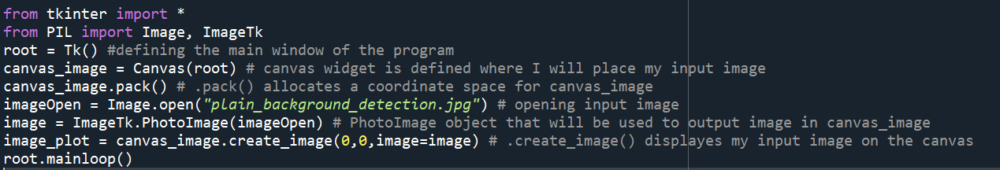 from tkinter import *
from PIL import Image, ImageTk
root = Tk() #defining the main window of the program
canvas_image = Canvas(root) # canvas widget is defined where I will place my input image
canvas_image.pack() # .pack() allocates a coordinate space for canvas_image
imageOpen = Image.open("plain_background_detection.jpg") # opening input image
image = ImageTk.PhotoImage(imageOpen) # PhotoImage object that will be used to output image in canvas_image
image_plot = canvas_image.create_image(0,0,image=image) # .create_image() displayes my input image on the canvas
root.mainloop()